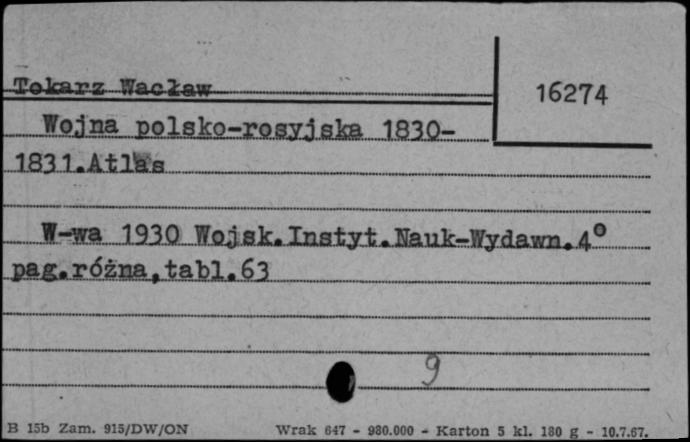 Tokarz Wacław
16274
Wojna polsko-rosyjska 1830-
1831.Atlas
W-wa 1930 Wojsk.Instyt.Nauk-Wydawn.4°
pag.różna,tabl.63
9
B 15b Zam. 915/DW/ON
Wrak 647 - 980.000 - Karton 5 kl. 180 g - 10.7.67.